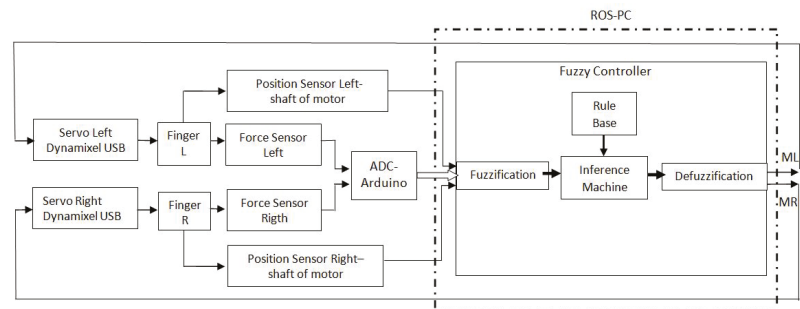 ROS-PC
Fuzzy Controller
Position Sensor Left-
shaft of motor
Rule
Base
Servo Left
Dynamixel USB
Finger
L
Force Sensor
Left
ADC-
Arduino
Fuzzification
Inference
Machine
Defuzzification
ML
MR
Servo Right
Dynamixel USB
Finger
R
Force Sensor
Rigth
Position Sensor Right–
shaft of motor